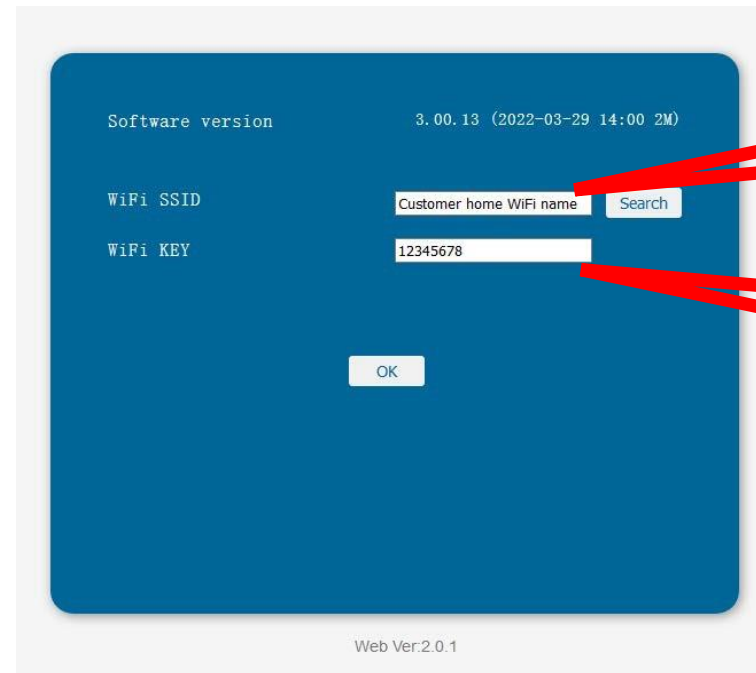 Software version 3.00.13 (2022-03-29 14:00 2M)
WiFi SSID Customer home WiFi name Search
WiFi KEY 12345678
OK
Web Ver:2.0.1